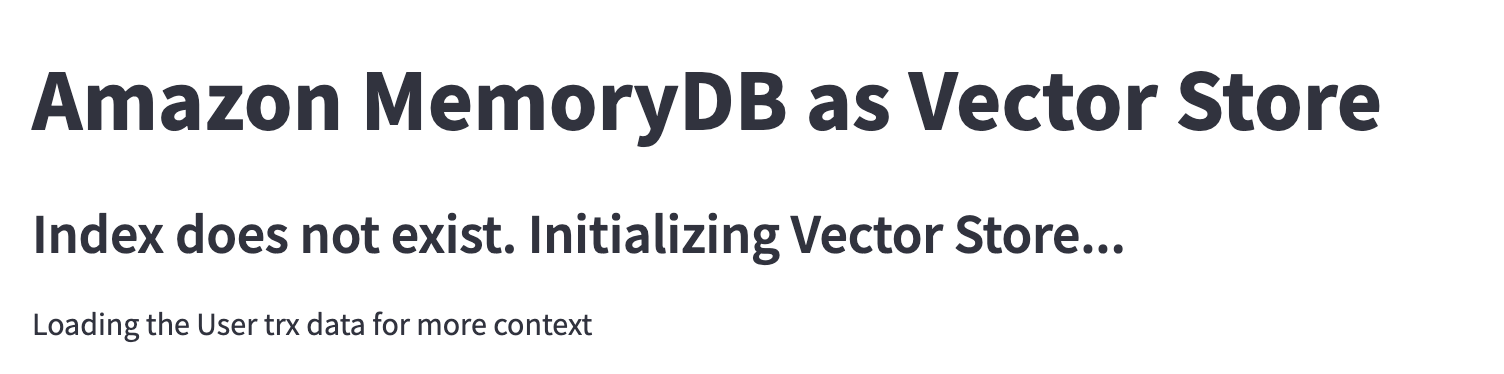 Amazon MemoryDB as Vector Store
Index does not exist. Initializing Vector Store...
Loading the User trx data for more context